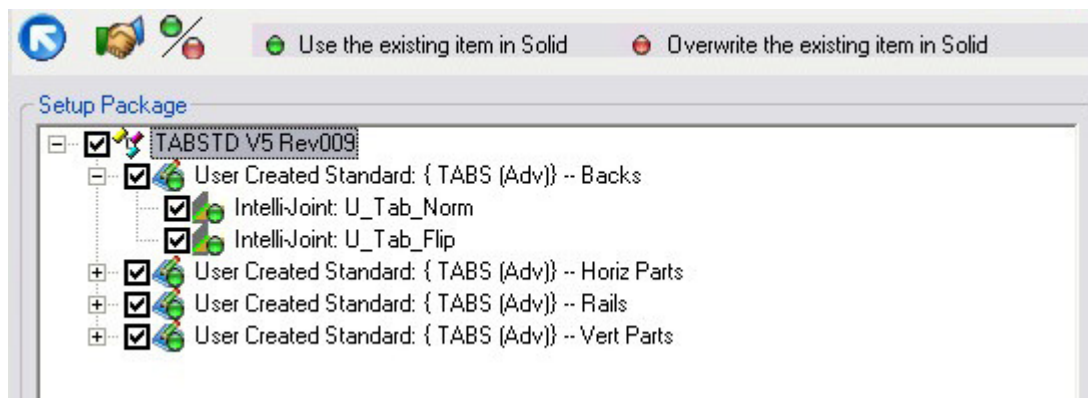 Use the existing item in Solid Overwrite the existing item in Solid
Setup Package
TABSTD V5 Rev009
User Created Standard: { TABS (Adv)} -- Backs
Intelli-Joint: U_Tab_Norm
Intelli-Joint: U_Tab_Flip
User Created Standard: { TABS (Adv)} -- Horiz Parts
User Created Standard: { TABS (Adv)} -- Rails
User Created Standard: { TABS (Adv)} -- Vert Parts